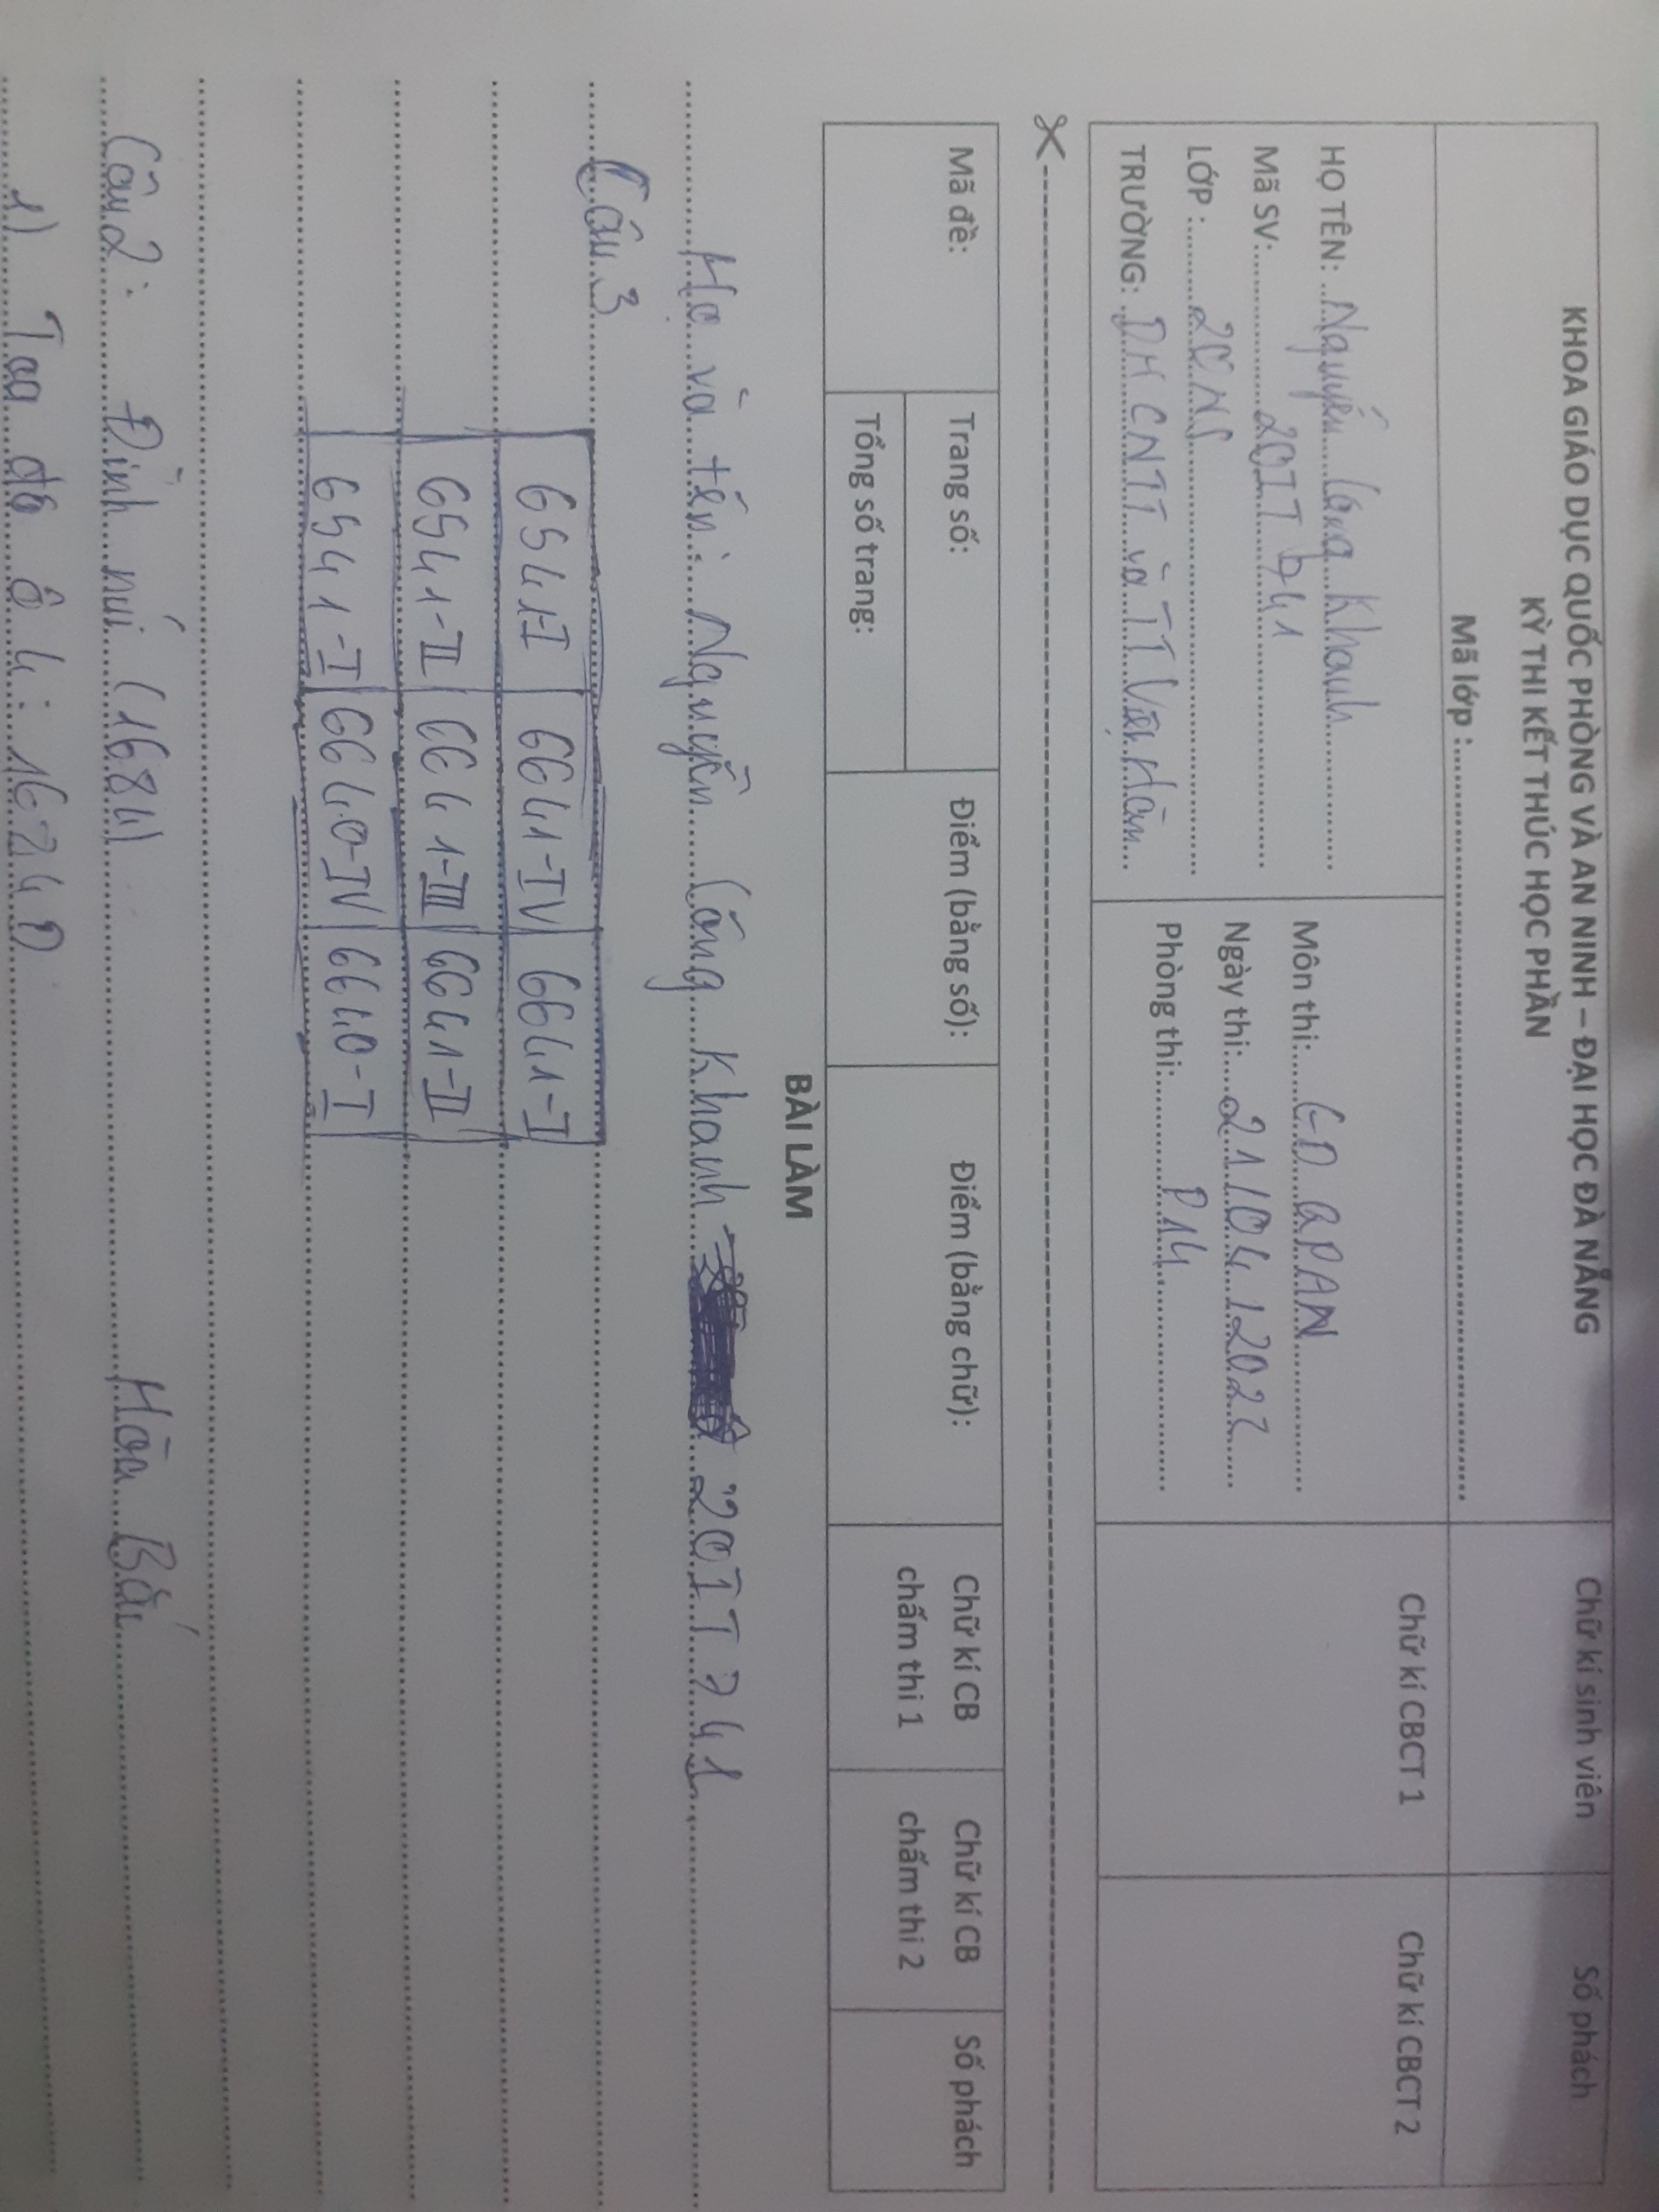 KHOA GIÁO DỤC QUỐC PHÒNG VÀ AN NINH – ĐẠI HỌC ĐÀ NẴNG
KỲ THI KẾT THÚC HỌC PHẦN
Mã lớp :
Chữ kí sinh viên
Số phách
HỌ TÊN: Nguyễn Công Khanh
Mã SV: 20IT741
LỚP : 20NS
TRƯỜNG: ĐHCNTT và TT Việt Hàn
Môn thi: GD QPAN
Ngày thi: 21/04/2022
Phòng thi: P14
Chữ kí CBCT 1
Chữ kí CBCT 2
Mã đề:
Trang số:
Tổng số trang:
Điểm (bằng số):
Điểm (bằng chữ):
Chữ kí CB chấm thi 1
Chữ kí CB chấm thi 2
Số phách
BÀI LÀM
Họ và tên: Nguyễn Công Khanh 20IT741
Câu 3
6541-I 6641-IV 6641-I
6541-II 6641-III 6641-II
6541-I 6640-IV 6640-I
Câu 2: Đỉnh núi (1684) Hòa Bắc
1) Tọa độ ô 4: